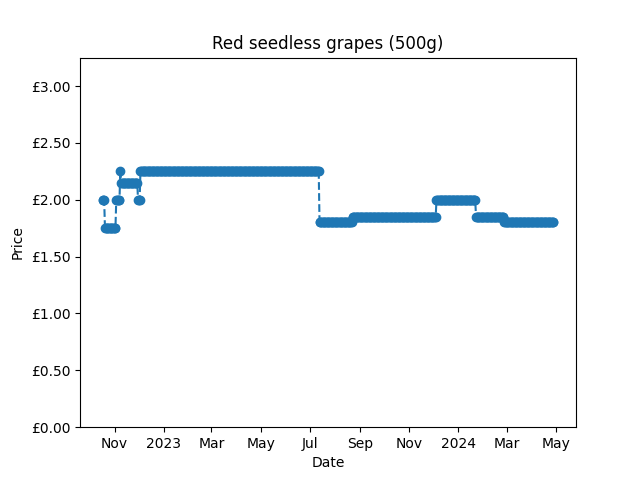 Red seedless grapes (500g)
£3.00
£2.50
£2.00
£1.50
£1.00
£0.50
£0.00
Price
Nov 2023 Mar May Jul Sep Nov 2024 Mar May
Date